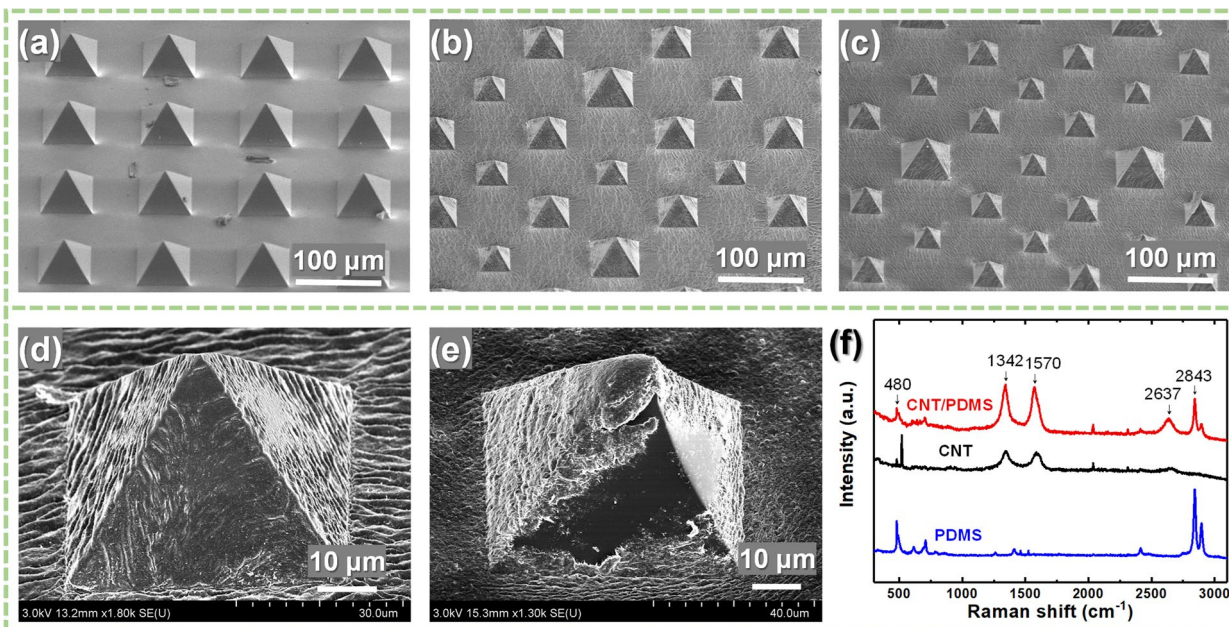 (a)
100 μm
(b)
100 μm
(c)
100 μm
(d)
10 μm
3.0kV 13.2mm x1.80k SE(U)
30.0um
(e)
10 μm
3.0kV 15.3mm x1.30k SE(U)
40.0um
(f)
1342 1570
2843
2637
480
CNT/PDMS
CNT
PDMS
Intensity (a.u.)
500 1000 1500 2000 2500 3000
Raman shift (cm⁻¹)